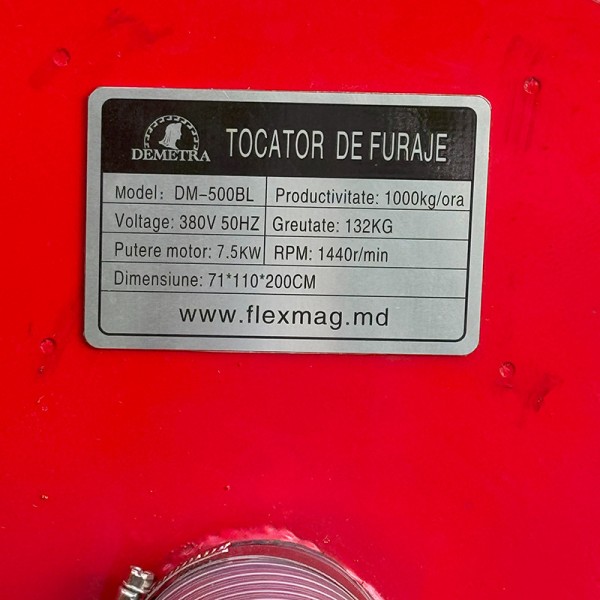 DEMETRA TOCATOR DE FURAJE
Model: DM-500BL Productivitate: 1000kg/ora
Voltage: 380V 50HZ Greutate: 132KG
Putere motor: 7.5KW RPM: 1440r/min
Dimensiune: 71*110*200CM
www.flexmag.md